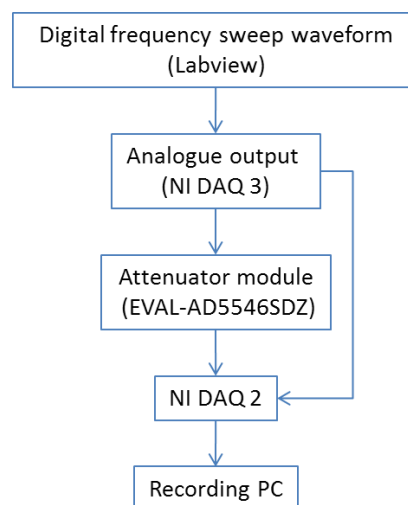 Digital frequency sweep waveform
(Labview)
Analogue output
(NI DAQ 3)
Attenuator module
(EVAL-AD5546SDZ)
NI DAQ 2
Recording PC